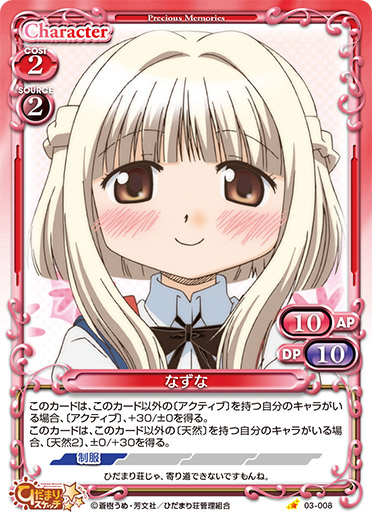 Precious Memories
Character
COST
2
SOURCE
2
10 AP
DP 10
なずな
このカードは、このカード以外の〔アクティブ〕を持つ自分のキャラがい
る場合、〔アクティブ〕、+30/±0を得る。
このカードは、このカード以外の〔天然〕を持つ自分のキャラがいる場
合、〔天然2〕、±0/+30を得る。
制服
ひだまり荘じゃ、寄り道できないですもんね。
ひだまり
スケッチ
©蒼樹うめ・芳文社/ひだまり荘管理組合
03-008